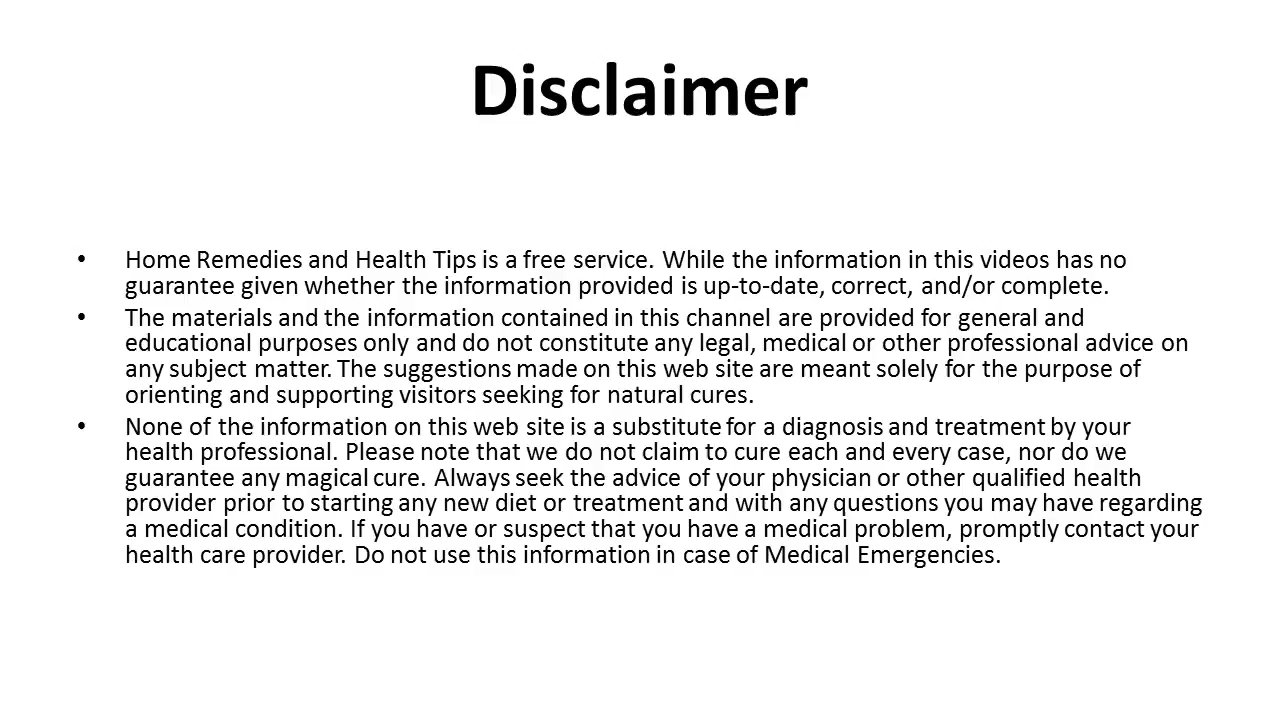 Disclaimer
• Home Remedies and Health Tips is a free service. While the information in this videos has no
guarantee given whether the information provided is up-to-date, correct, and/or complete.
• The materials and the information contained in this channel are provided for general and
educational purposes only and do not constitute any legal, medical or other professional advice on
any subject matter. The suggestions made on this web site are meant solely for the purpose of
orienting and supporting visitors seeking for natural cures.
• None of the information on this web site is a substitute for a diagnosis and treatment by your
health professional. Please note that we do not claim to cure each and every case, nor do we
guarantee any magical cure. Always seek the advice of your physician or other qualified health
provider prior to starting any new diet or treatment and with any questions you may have regarding
a medical condition. If you have or suspect that you have a medical problem, promptly contact your
health care provider. Do not use this information in case of Medical Emergencies.